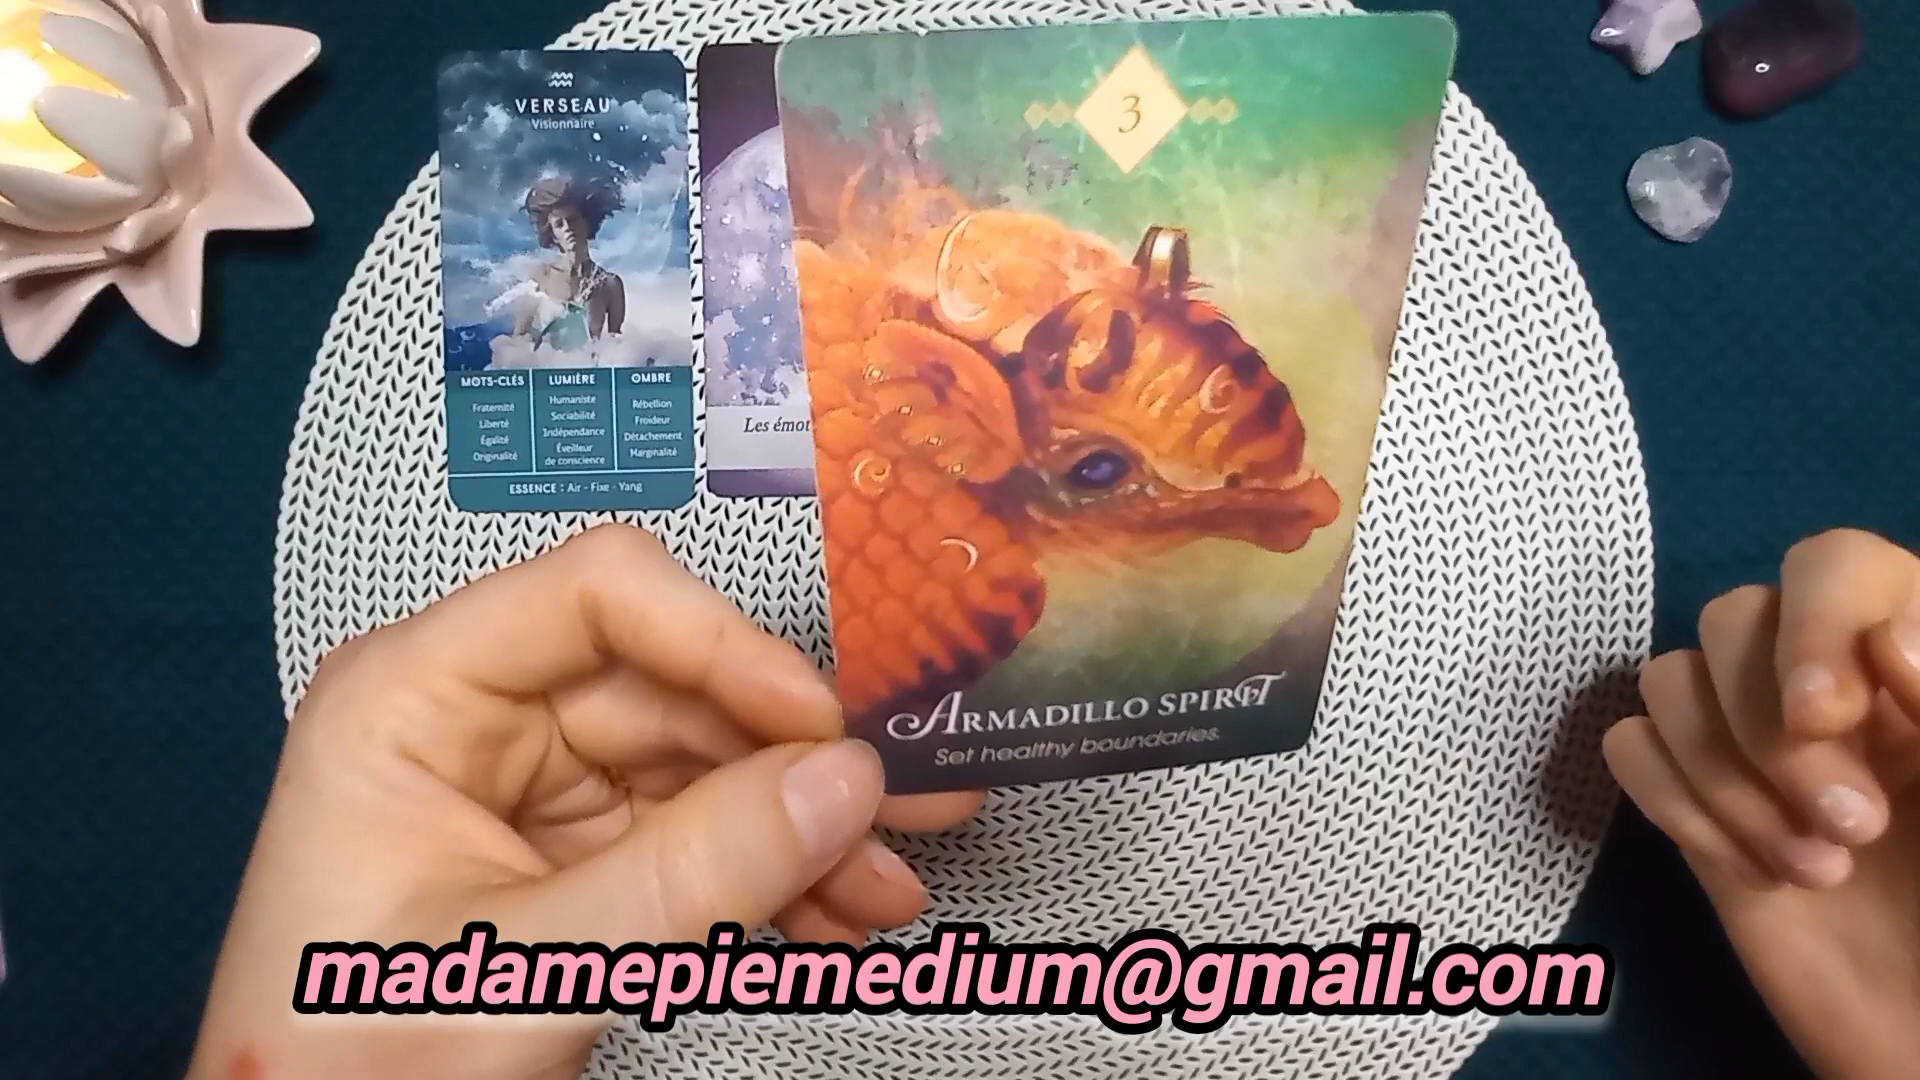 VERSEAU
Visionnaire
MOTS-CLÉS
Fraternité
Liberté
Égalité
Originalité
LUMIÈRE
Humaniste
Sociabilité
Indépendance
Éveilleur
de conscience
OMBRE
Rébellion
Froideur
Détachement
Marginalité
ESSENCE : Air - Fixe - Yang
Les émot
3
ARMADILLO SPIRIT
Set healthy boundaries.
madamepiemedium@gmail.com